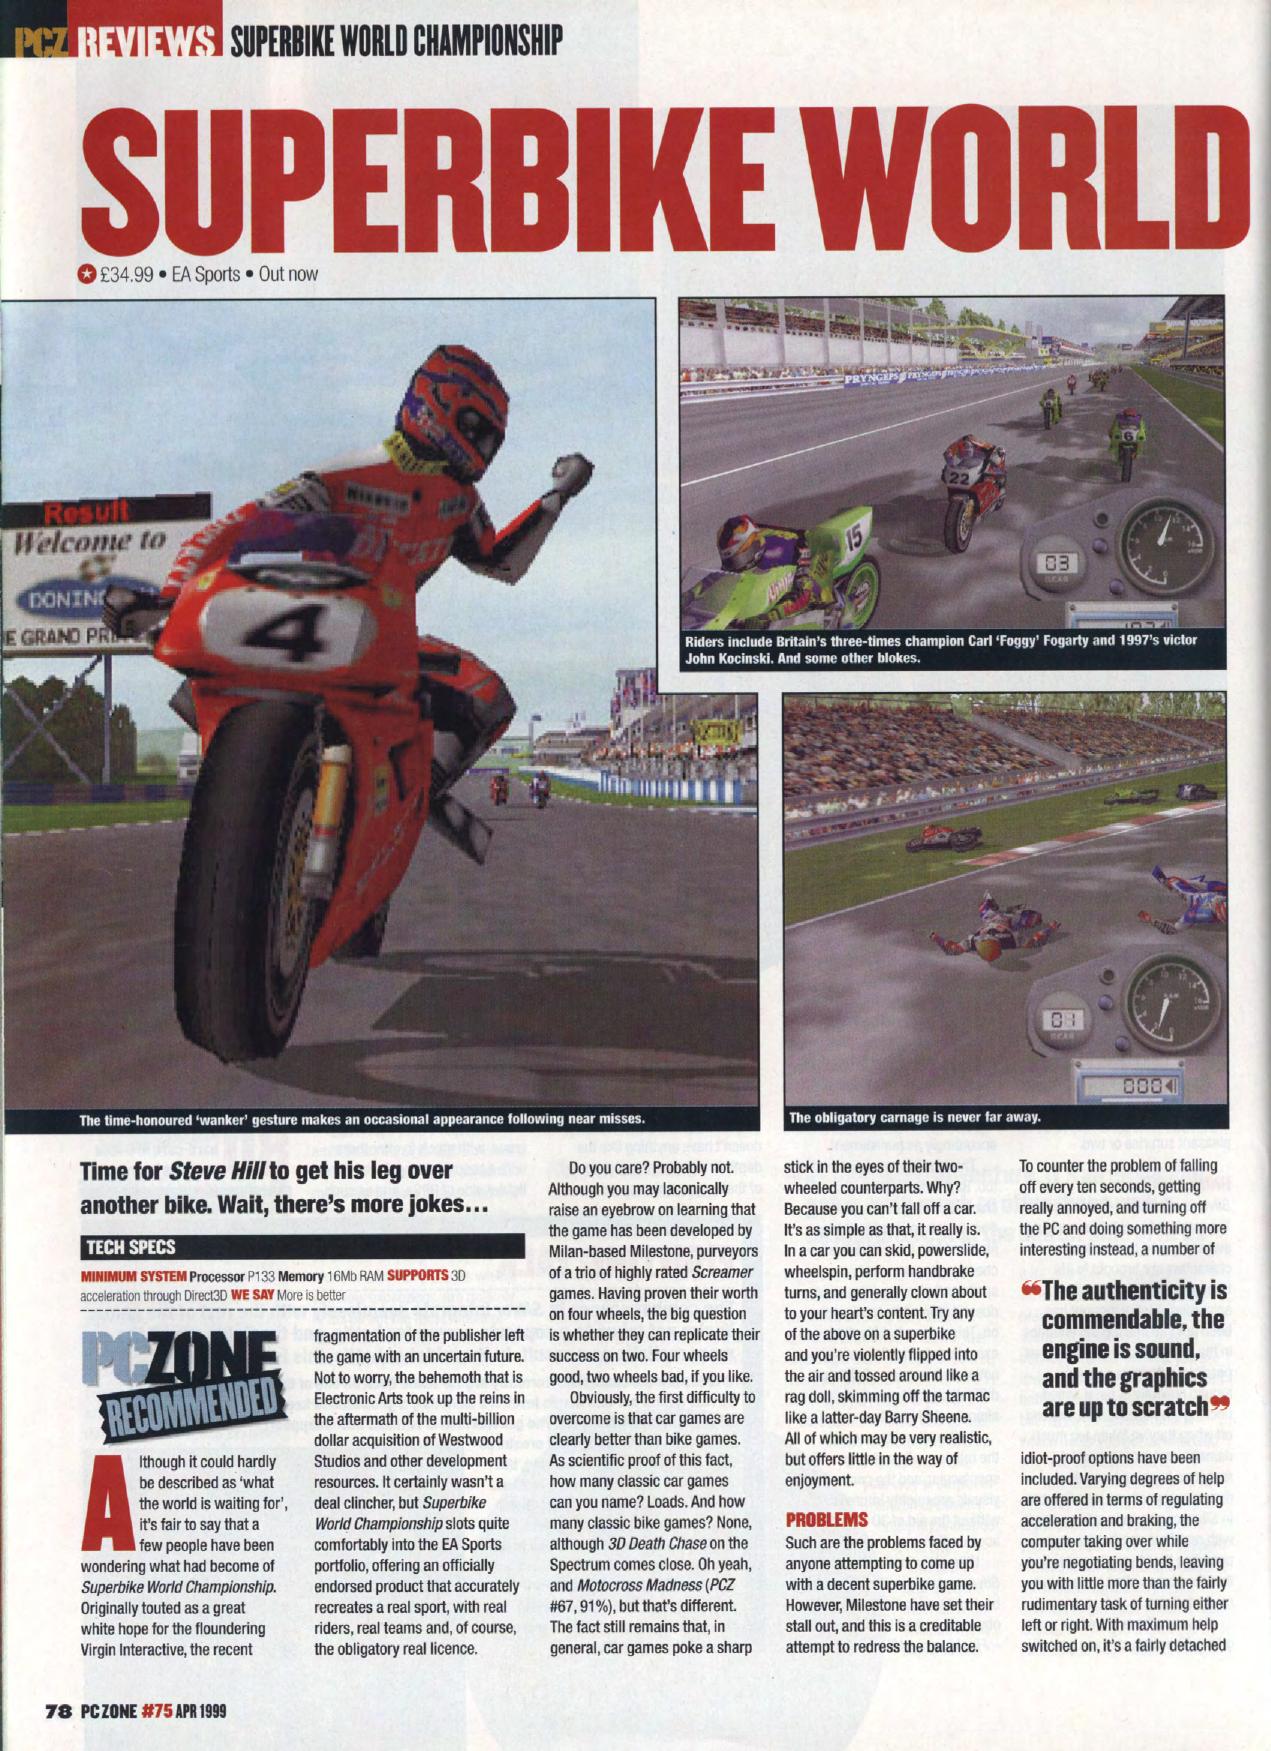 PCZ REVIEWS SUPERBIKE WORLD CHAMPIONSHIP
SUPERBIKE WORLD
£34.99 • EA Sports • Out now
Result
Welcome to
DONING
E GRAND PRI
4
PRYNGEPS PRYNGEPS
6
22
15
03
GEAR
Riders include Britain's three-times champion Carl 'Foggy' Fogarty and 1997's victor
John Kocinski. And some other blokes.
01
GEAR
000
The time-honoured 'wanker' gesture makes an occasional appearance following near misses.
The obligatory carnage is never far away.
Time for Steve Hill to get his leg over
another bike. Wait, there's more jokes...
TECH SPECS
MINIMUM SYSTEM Processor P133 Memory 16Mb RAM SUPPORTS 3D
acceleration through Direct3D WE SAY More is better
PCZONE
RECOMMENDED
Although it could hardly
be described as 'what
the world is waiting for',
it's fair to say that a
few people have been
wondering what had become of
Superbike World Championship.
Originally touted as a great
white hope for the floundering
Virgin Interactive, the recent
fragmentation of the publisher left
the game with an uncertain future.
Not to worry, the behemoth that is
Electronic Arts took up the reins in
the aftermath of the multi-billion
dollar acquisition of Westwood
Studios and other development
resources. It certainly wasn't a
deal clincher, but Superbike
World Championship slots quite
comfortably into the EA Sports
portfolio, offering an officially
endorsed product that accurately
recreates a real sport, with real
riders, real teams and, of course,
the obligatory real licence.
Do you care? Probably not.
Although you may laconically
raise an eyebrow on learning that
the game has been developed by
Milan-based Milestone, purveyors
of a trio of highly rated Screamer
games. Having proven their worth
on four wheels, the big question
is whether they can replicate their
success on two. Four wheels
good, two wheels bad, if you like.
Obviously, the first difficulty to
overcome is that car games are
clearly better than bike games.
As scientific proof of this fact,
how many classic car games
can you name? Loads. And how
many classic bike games? None,
although 3D Death Chase on the
Spectrum comes close. Oh yeah,
and Motocross Madness (PCZ
#67, 91%), but that's different.
The fact still remains that, in
general, car games poke a sharp
stick in the eyes of their two-
wheeled counterparts. Why?
Because you can't fall off a car.
It's as simple as that, it really is.
In a car you can skid, powerslide,
wheelspin, perform handbrake
turns, and generally clown about
to your heart's content. Try any
of the above on a superbike
and you're violently flipped into
the air and tossed around like a
rag doll, skimming off the tarmac
like a latter-day Barry Sheene.
All of which may be very realistic,
but offers little in the way of
enjoyment.
PROBLEMS
Such are the problems faced by
anyone attempting to come up
with a decent superbike game.
However, Milestone have set their
stall out, and this is a creditable
attempt to redress the balance.
To counter the problem of falling
off every ten seconds, getting
really annoyed, and turning off
the PC and doing something more
interesting instead, a number of
“The authenticity is
commendable, the
engine is sound,
and the graphics
are up to scratch”
idiot-proof options have been
included. Varying degrees of help
are offered in terms of regulating
acceleration and braking, the
computer taking over while
you're negotiating bends, leaving
you with little more than the fairly
rudimentary task of turning either
left or right. With maximum help
switched on, it's a fairly detached
78 PCZONE #75 APR 1999